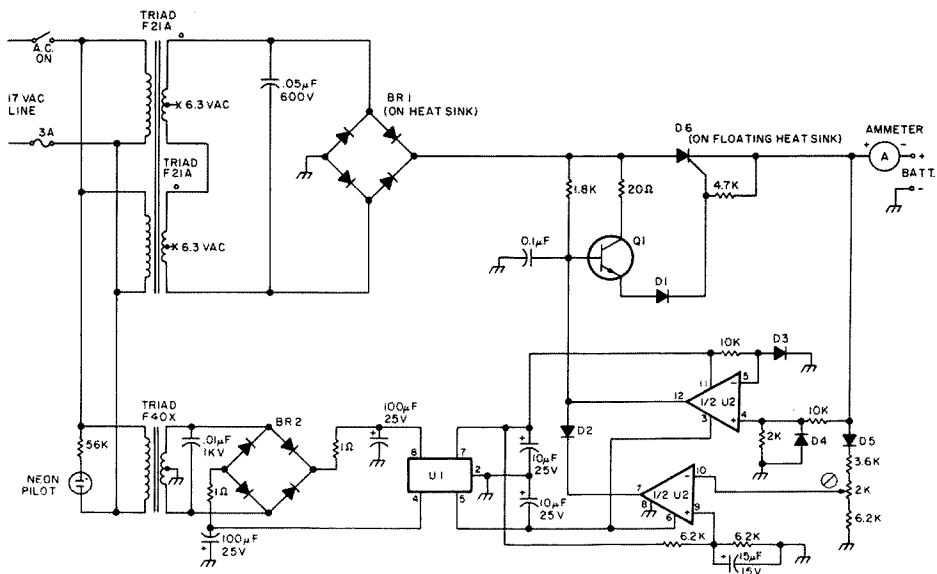 TRIAD
F21A
A.C.
ON
17 VAC
LINE
3A
X 6.3 VAC
TRIAD
F21A
X 6.3 VAC
.05µF
600V
BR1
(ON HEAT SINK)
D6
(ON FLOATING HEAT SINK)
AMMETER
+ A -
+
BATT.
-
1.8K
20Ω
4.7K
0.1µF
Q1
D1
10K
D3
11
5
12
1/2 U2
-
+
3
4
10K
2K
D4
D5
3.6K
2K
6.2K
D2
10
7
1/2 U2
-
+
8
6
9
6.2K
6.2K
+
15µF
15V
TRIAD
F40X
56K
NEON
PILOT
.01µF
1KV
BR2
1Ω
1Ω
100µF
25V
+
+
100µF
25V
8
7
U1
2
4
5
+
10µF
25V
+
10µF
25V